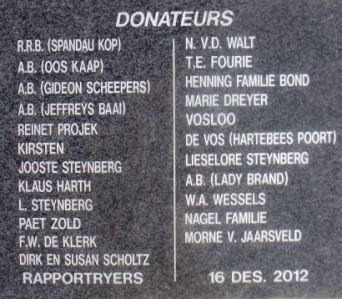 DONATEURS
R.R.B. (SPANDAU KOP)
A.B. (OOS KAAP)
A.B. (GIDEON SCHEEPERS)
A.B. (JEFFREYS BAAI)
REINET PROJEK
KIRSTEN
JOOSTE STEYNBERG
KLAUS HARTH
L. STEYNBERG
PAET ZOLD
F.W. DE KLERK
DIRK EN SUSAN SCHOLTZ
RAPPORTRYERS
N. V.D. WALT
T.E. FOURIE
HENNING FAMILIE BOND
MARIE DREYER
VOSLOO
DE VOS (HARTEBEES POORT)
LIESELORE STEYNBERG
A.B. (LADY BRAND)
W.A. WESSELS
NAGEL FAMILIE
MORNE V. JAARSVELD
16 DES. 2012